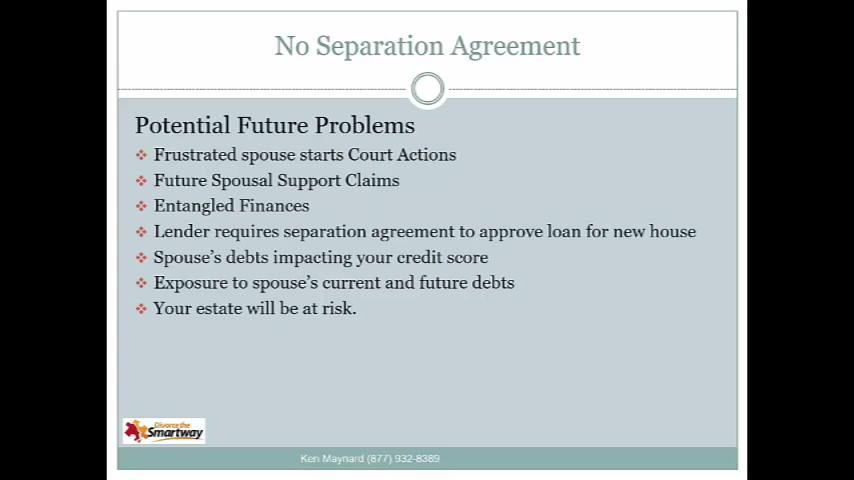 No Separation Agreement
Potential Future Problems
Frustrated spouse starts Court Actions
Future Spousal Support Claims
Entangled Finances
Lender requires separation agreement to approve loan for new house
Spouse's debts impacting your credit score
Exposure to spouse's current and future debts
Your estate will be at risk.
Divorce the
Smartway
Ken Maynard (877) 932-8389